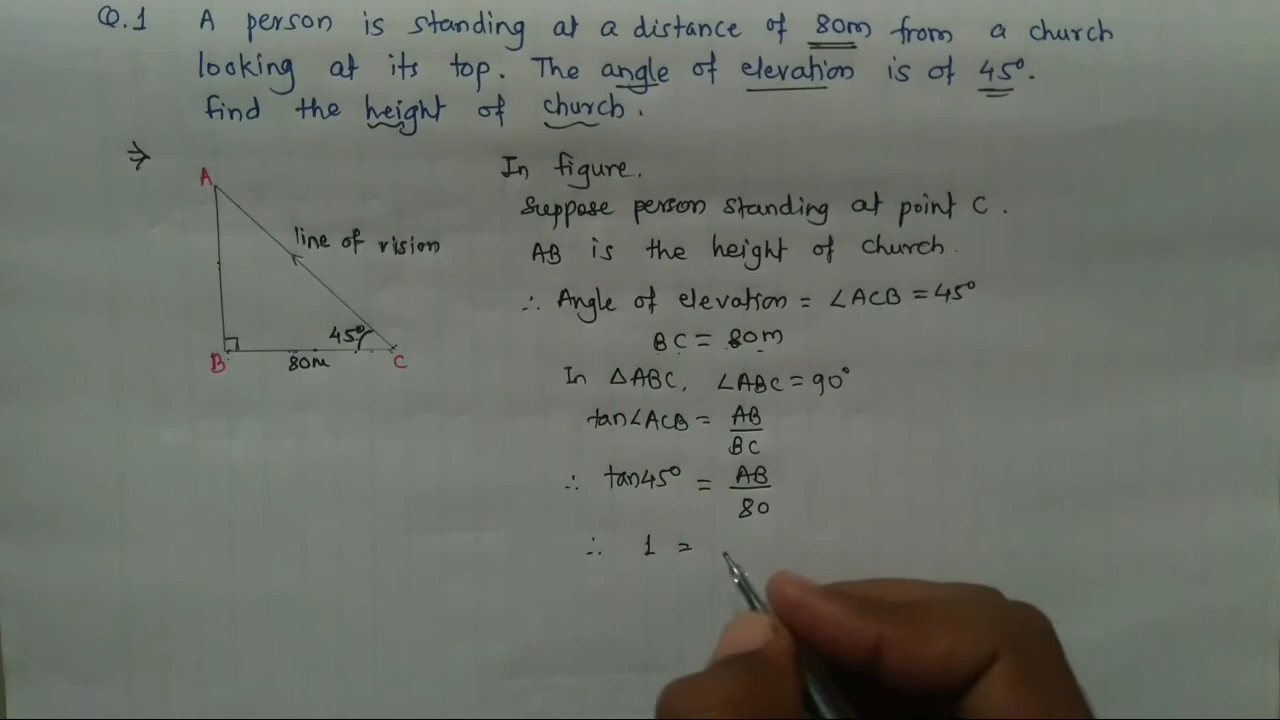 Q.1 A person is standing at a distance of 80m from a church
looking at its top. The angle of elevation is of 45°.
find the height of church.
⇒
A
line of vision
45°
B
80m
C
In figure.
Suppose person standing at point C.
AB is the height of church.
∴ Angle of elevation = ∠ACB = 45°
BC = 80m
In △ABC, ∠ABC = 90°
tan∠ACB = AB
BC
∴ tan45° = AB
80
∴ 1 =